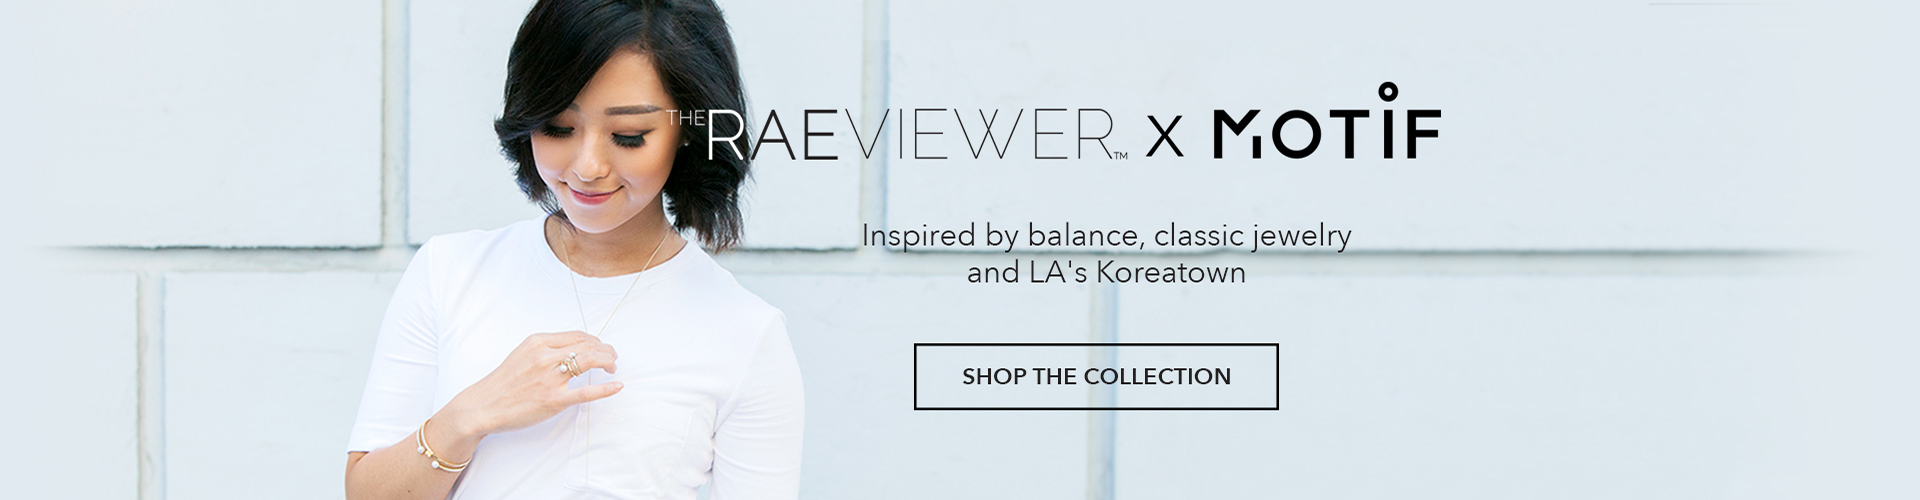 THE RAEVIEWER™ X MOTIF
Inspired by balance, classic jewelry
and LA's Koreatown
SHOP THE COLLECTION